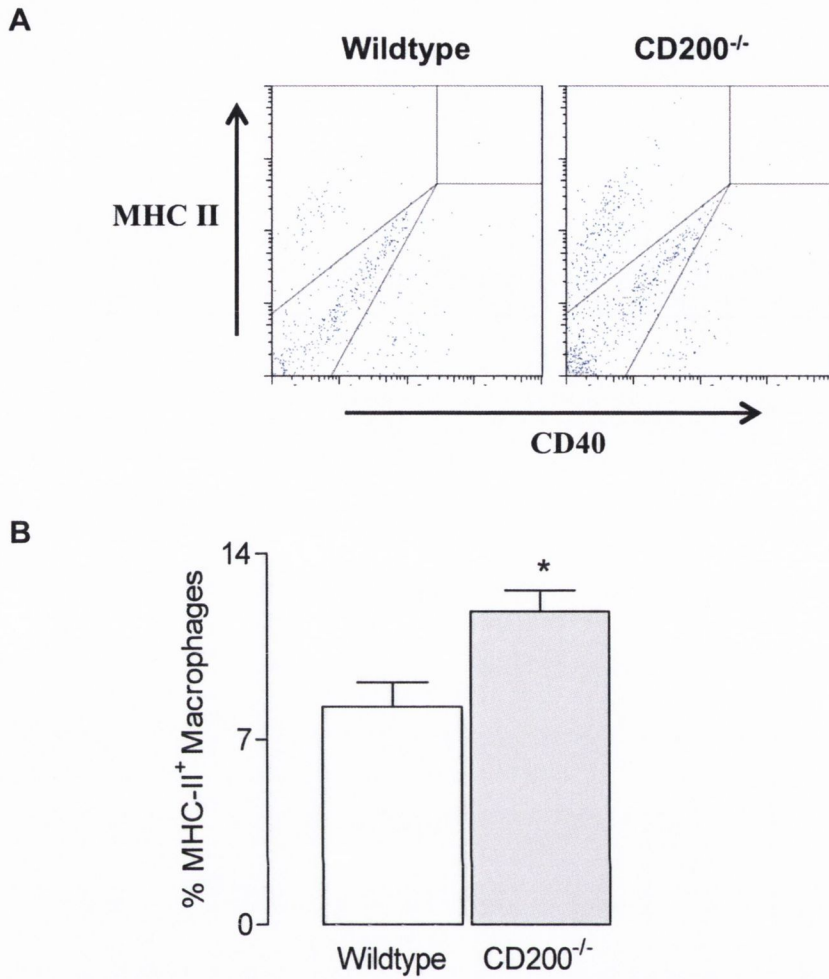 A
Wildtype CD200-/-
MHC II
CD40
B
% MHC-II+ Macrophages
14
*
7
0
Wildtype CD200-/-